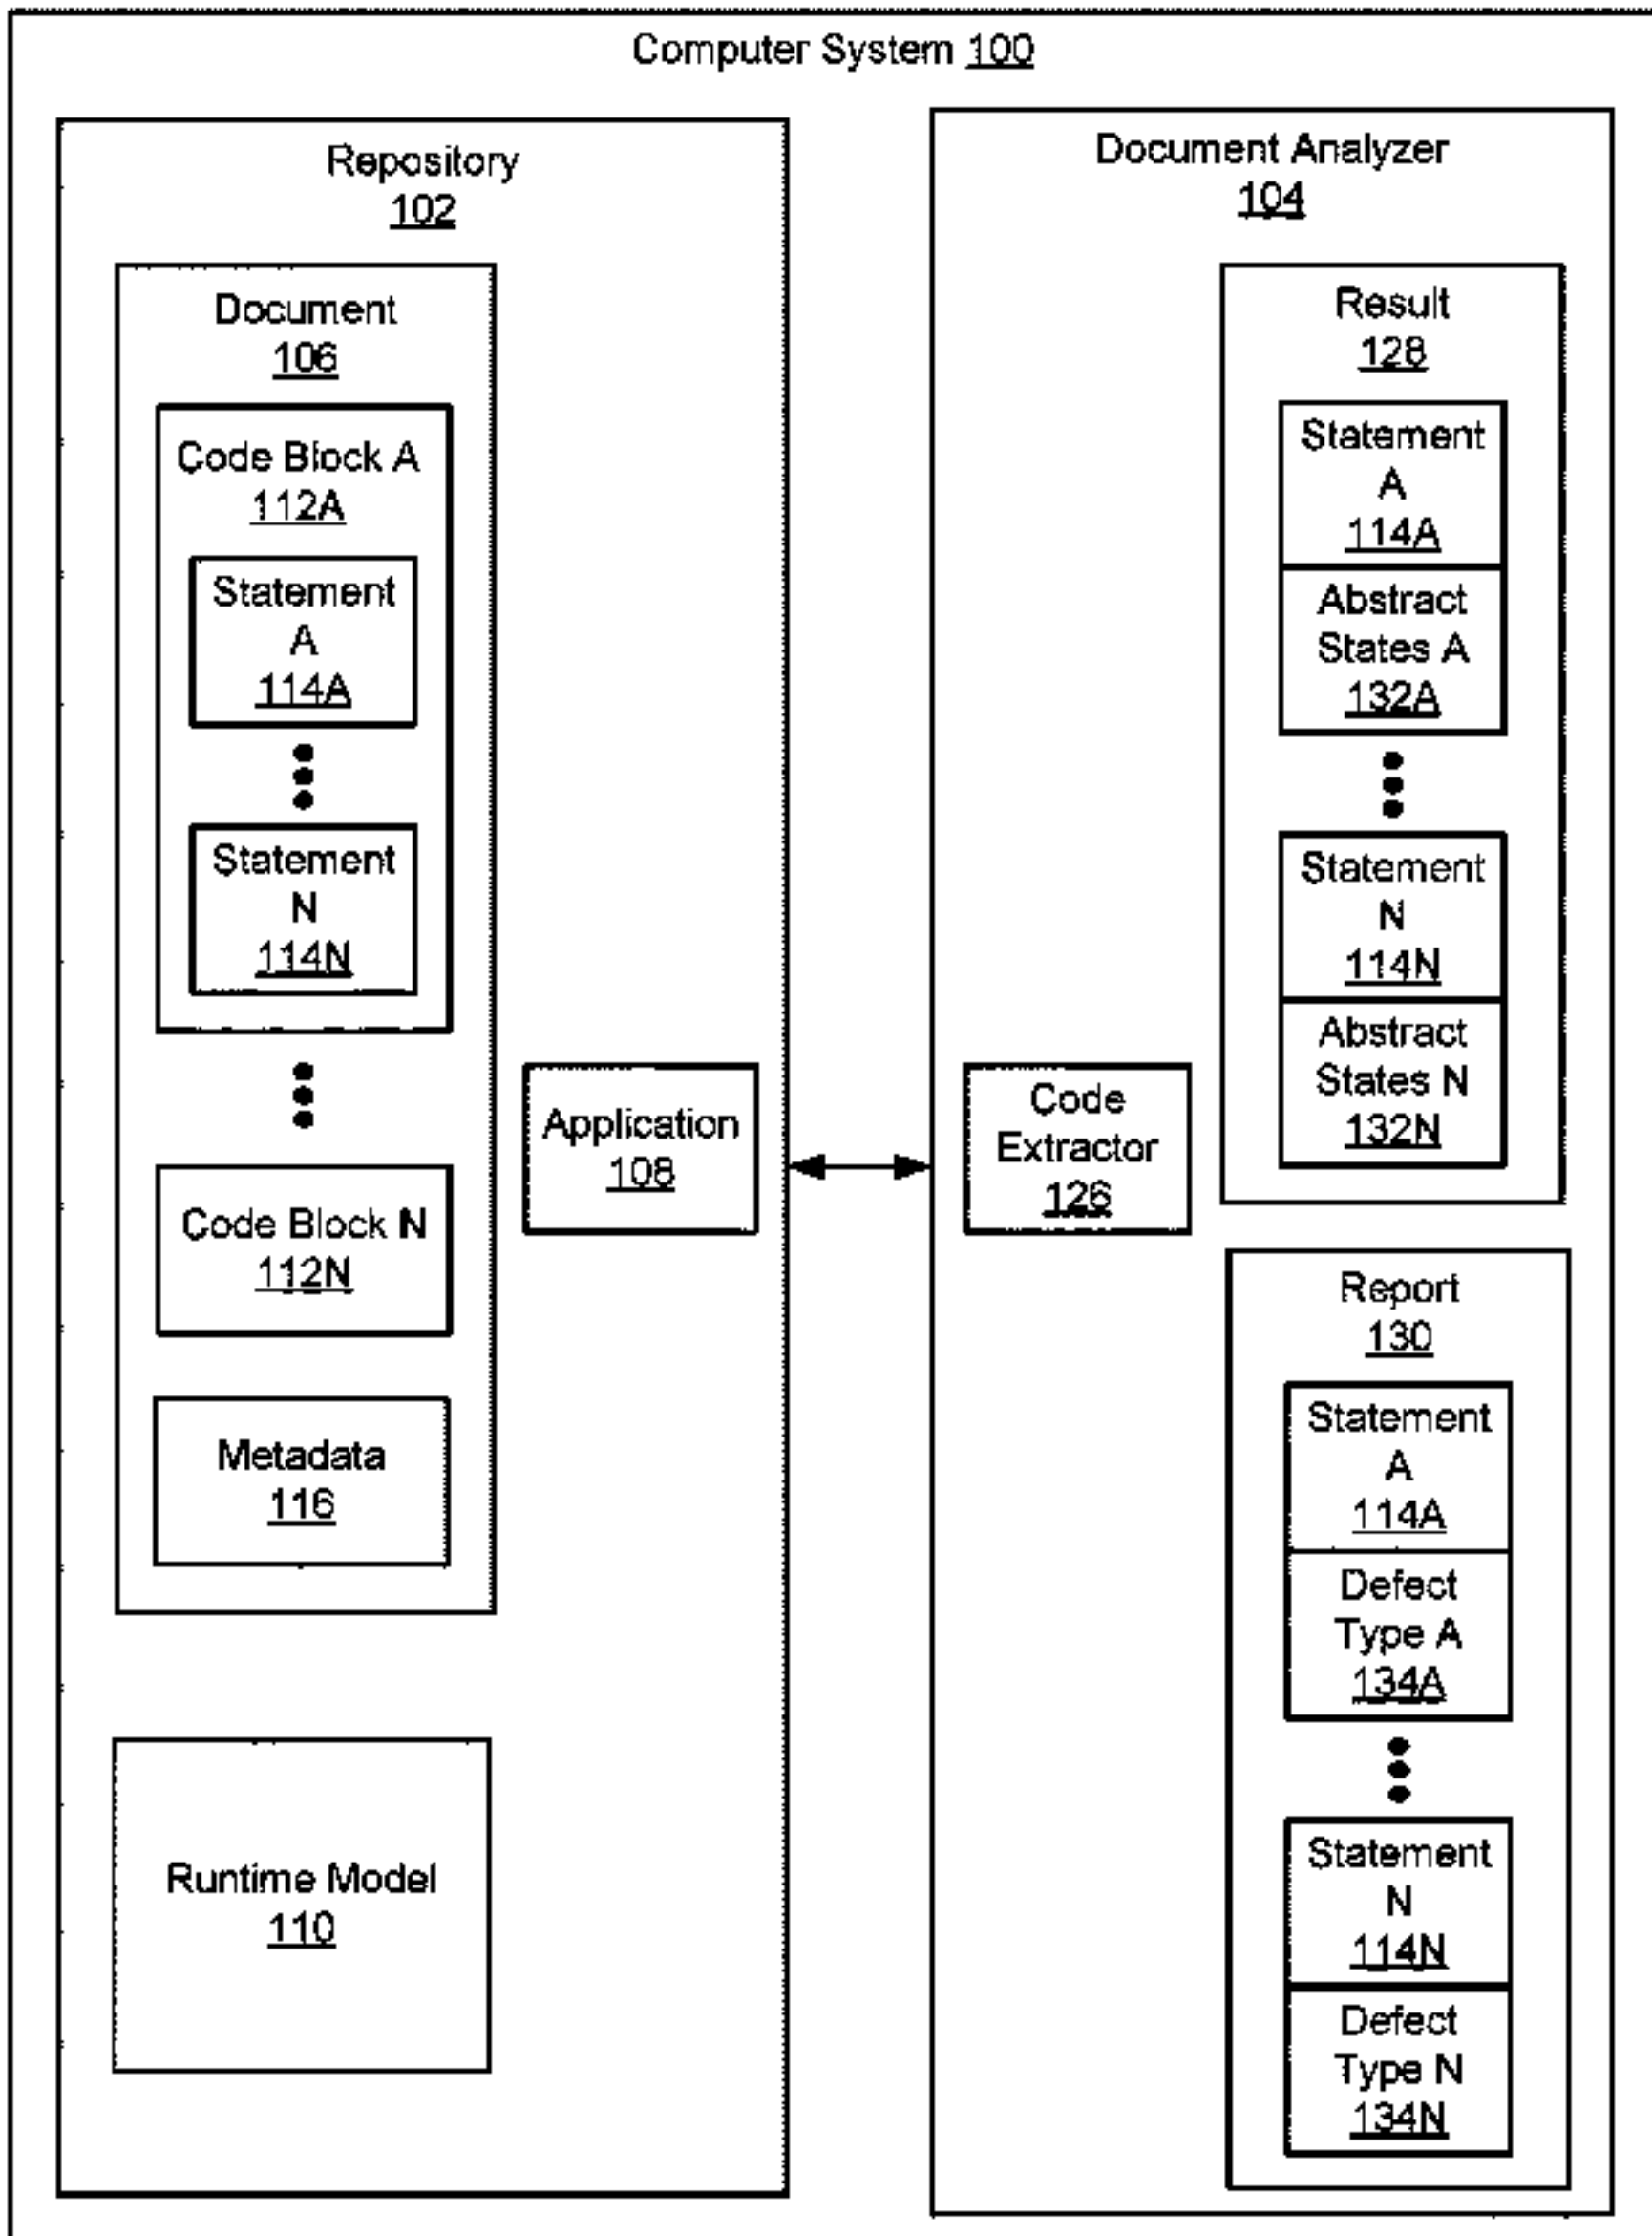 Computer System 100
Repository
102
Document
106
Code Block A
112A
Statement
A
114A
Statement
N
114N
Code Block N
112N
Metadata
116
Application
108
Runtime Model
110
Document Analyzer
104
Code
Extractor
126
Result
128
Statement
A
114A
Abstract
States A
132A
Statement
N
114N
Abstract
States N
132N
Report
130
Statement
A
114A
Defect
Type A
134A
Statement
N
114N
Defect
Type N
134N